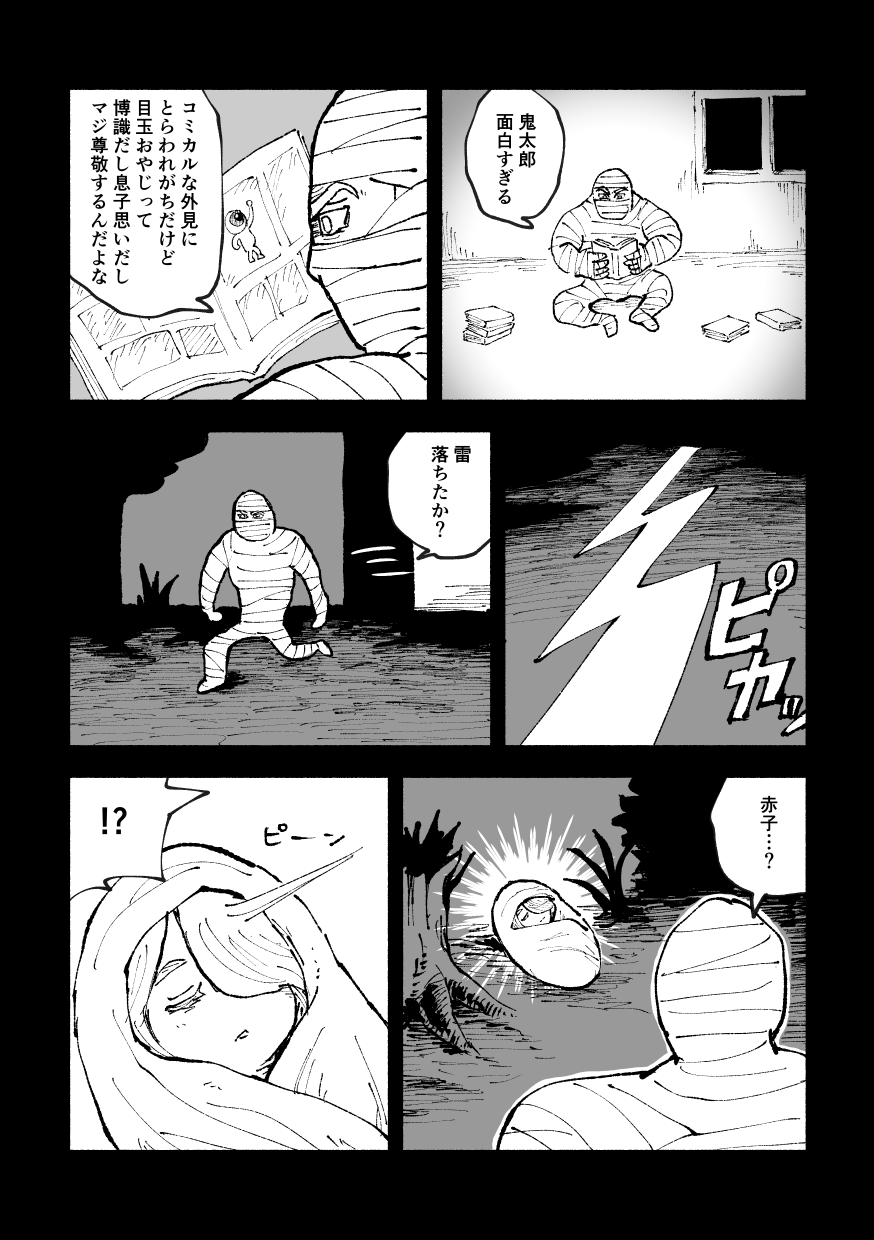 鬼太郎
面白すぎる
コミカルな外見に
とらわれがちだけど
目玉おやじって
博識だし息子思いだし
マジ尊敬するんだよな
ピカッ
雷
落ちたか？
赤子…？
ピーン
!?